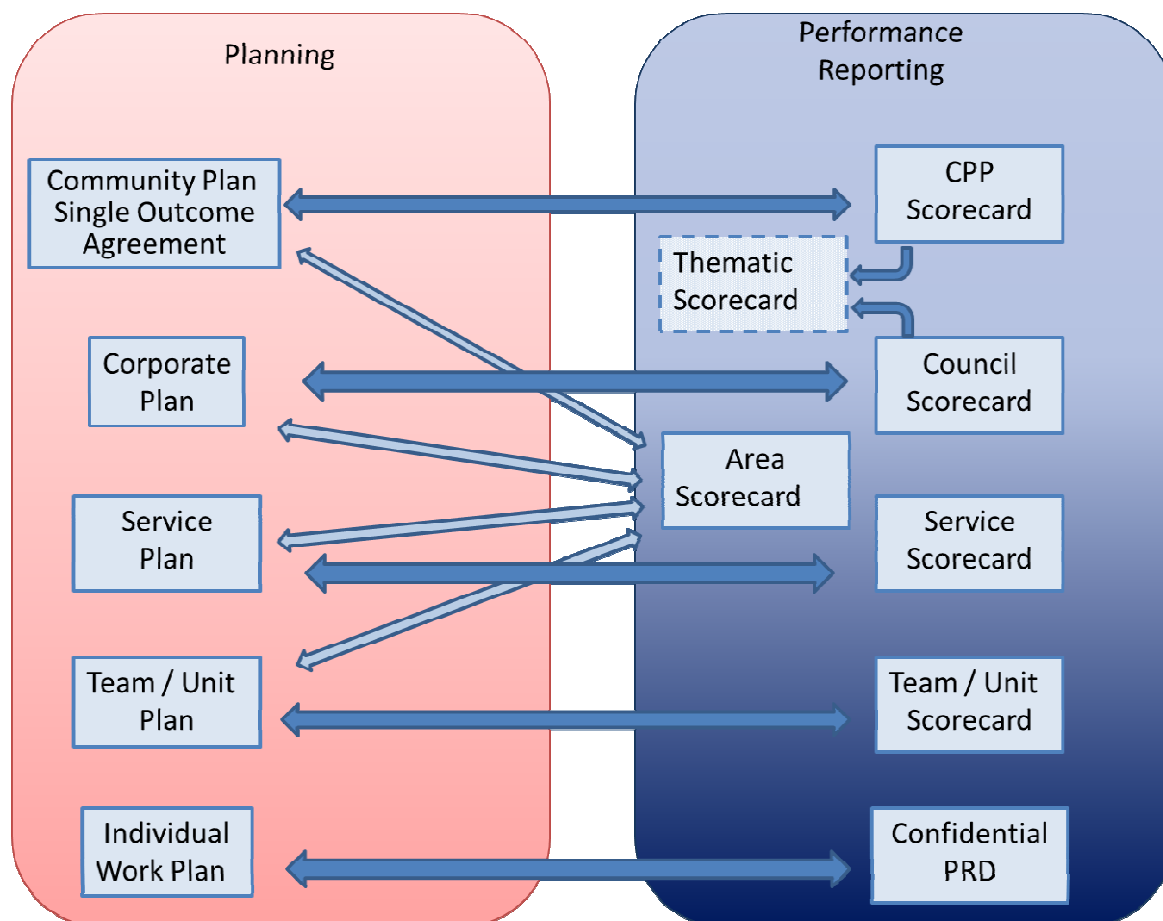 Planning
Community Plan
Single Outcome
Agreement
Corporate
Plan
Service
Plan
Team / Unit
Plan
Individual
Work Plan
Performance
Reporting
CPP
Scorecard
Thematic
Scorecard
Council
Scorecard
Area
Scorecard
Service
Scorecard
Team / Unit
Scorecard
Confidential
PRD